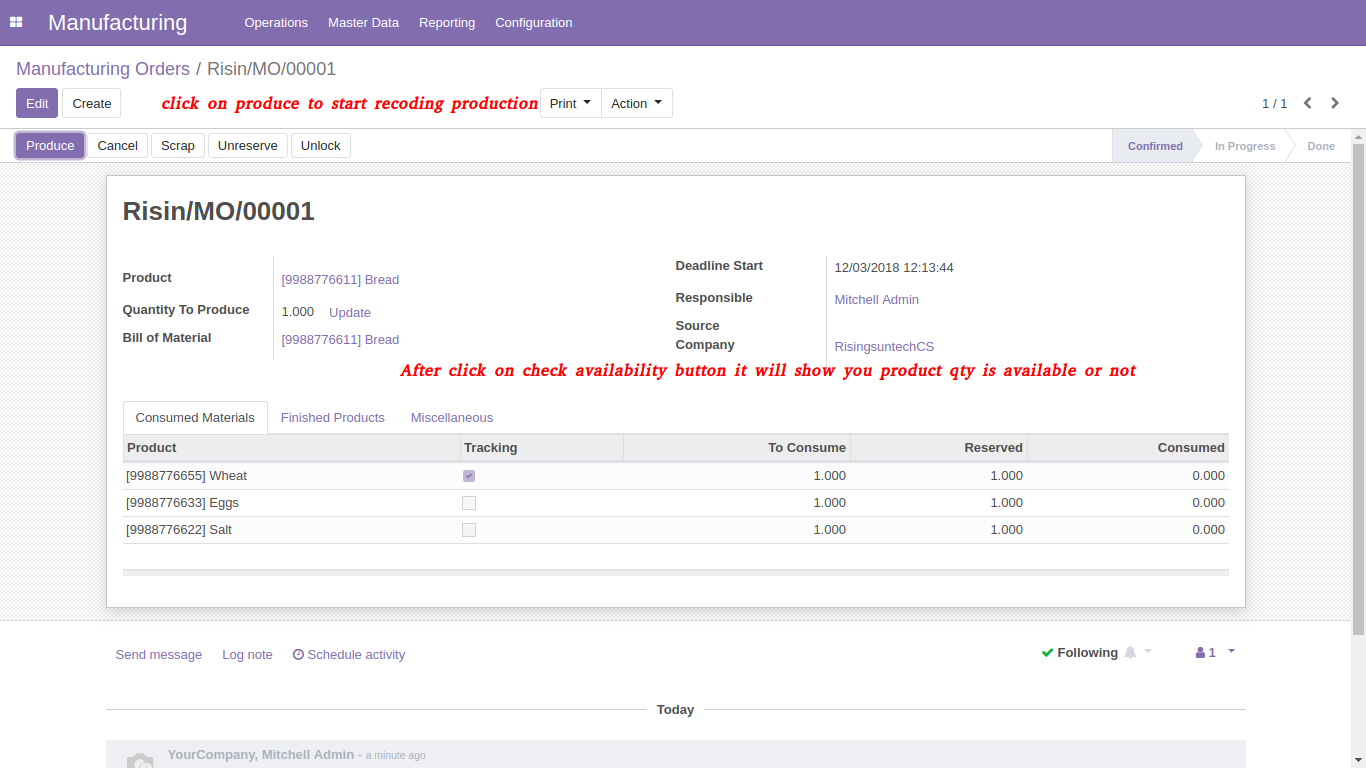 Manufacturing Operations Master Data Reporting Configuration
Manufacturing Orders / Risin/MO/00001
Edit Create click on produce to start recoding production Print Action 1 / 1
Produce Cancel Scrap Unreserve Unlock Confirmed In Progress Done
Risin/MO/00001
Product [9988776611] Bread
Quantity To Produce 1.000 Update
Bill of Material [9988776611] Bread
Deadline Start 12/03/2018 12:13:44
Responsible Mitchell Admin
Source
Company RisingsuntechCS
After click on check availability button it will show you product qty is available or not
Consumed Materials Finished Products Miscellaneous
Product Tracking To Consume Reserved Consumed
[9988776655] Wheat 1.000 1.000 0.000
[9988776633] Eggs 1.000 1.000 0.000
[9988776622] Salt 1.000 1.000 0.000
Send message Log note Schedule activity Following 1
Today
YourCompany, Mitchell Admin - a minute ago